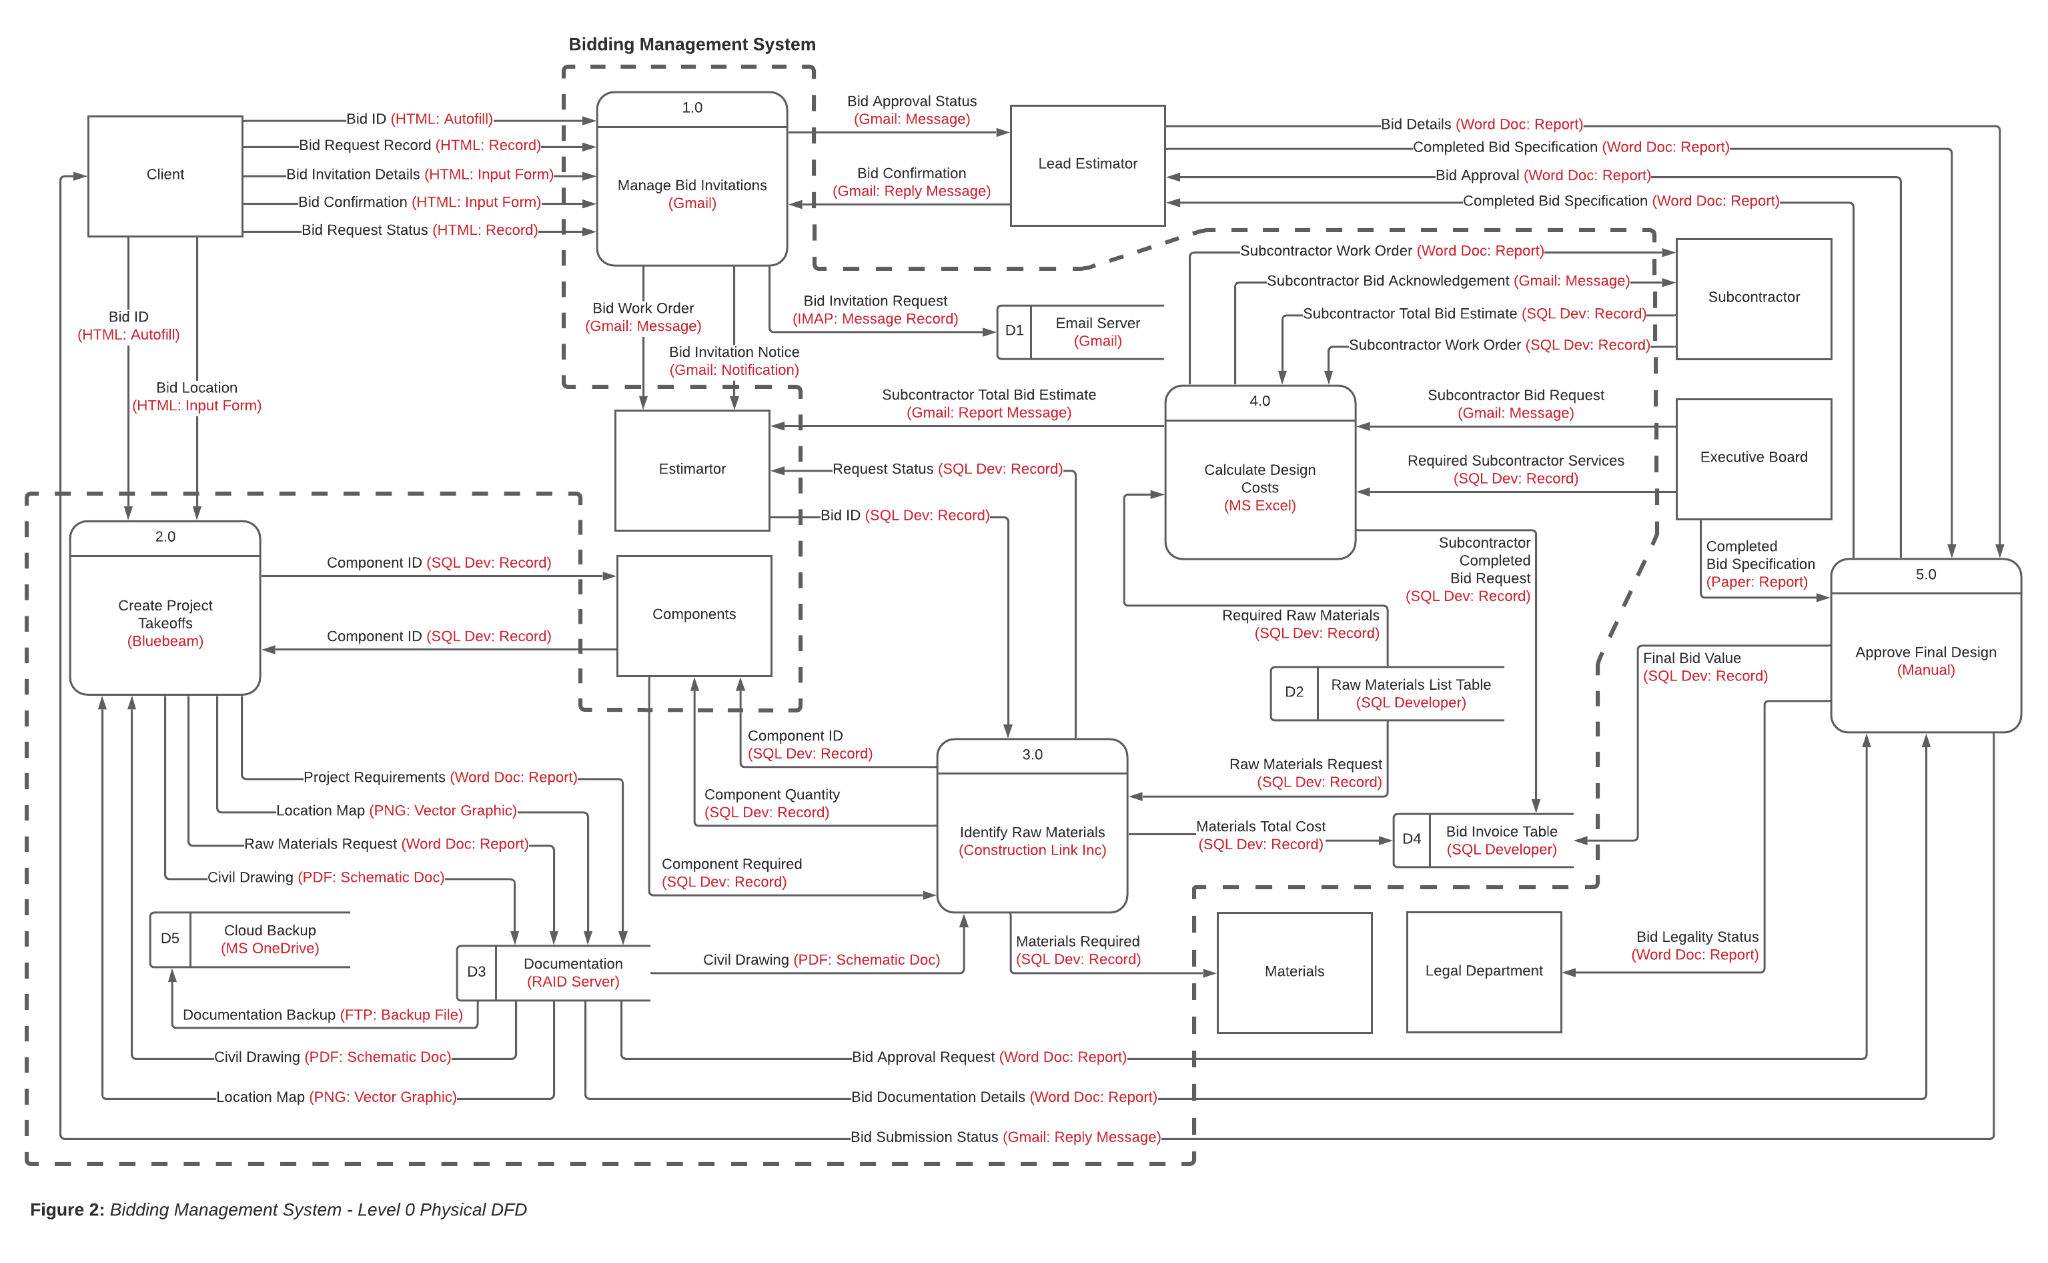 Bidding Management System
1.0
Manage Bid Invitations
(Gmail)
Client
Bid ID (HTML: Autofill)
Bid Request Record (HTML: Record)
Bid Invitation Details (HTML: Input Form)
Bid Confirmation (HTML: Input Form)
Bid Request Status (HTML: Record)
Bid Approval Status
(Gmail: Message)
Bid Confirmation
(Gmail: Reply Message)
Lead Estimator
Bid Details (Word Doc: Report)
Completed Bid Specification (Word Doc: Report)
Bid Approval (Word Doc: Report)
Completed Bid Specification (Word Doc: Report)
Subcontractor Work Order (Word Doc: Report)
Subcontractor Bid Acknowledgement (Gmail: Message)
Subcontractor Total Bid Estimate (SQL Dev: Record)
Subcontractor Work Order (SQL Dev: Record)
Subcontractor
Bid ID
(HTML: Autofill)
Bid Location
(HTML: Input Form)
Bid Work Order
(Gmail: Message)
Bid Invitation Notice
(Gmail: Notification)
Bid Invitation Request
(IMAP: Message Record)
D1
Email Server
(Gmail)
Subcontractor Total Bid Estimate
(Gmail: Report Message)
4.0
Calculate Design
Costs
(MS Excel)
Subcontractor Bid Request
(Gmail: Message)
Required Subcontractor Services
(SQL Dev: Record)
Executive Board
Estimartor
Request Status (SQL Dev: Record)
Bid ID (SQL Dev: Record)
2.0
Create Project
Takeoffs
(Bluebeam)
Component ID (SQL Dev: Record)
Component ID (SQL Dev: Record)
Components
Subcontractor
Completed
Bid Request
(SQL Dev: Record)
Completed
Bid Specification
(Paper: Report)
5.0
Approve Final Design
(Manual)
Required Raw Materials
(SQL Dev: Record)
Final Bid Value
(SQL Dev: Record)
D2
Raw Materials List Table
(SQL Developer)
Component ID
(SQL Dev: Record)
3.0
Identify Raw Materials
(Construction Link Inc)
Raw Materials Request
(SQL Dev: Record)
Project Requirements (Word Doc: Report)
Location Map (PNG: Vector Graphic)
Raw Materials Request (Word Doc: Report)
Civil Drawing (PDF: Schematic Doc)
Component Quantity
(SQL Dev: Record)
Component Required
(SQL Dev: Record)
Materials Total Cost
(SQL Dev: Record)
D4
Bid Invoice Table
(SQL Developer)
D5
Cloud Backup
(MS OneDrive)
D3
Documentation
(RAID Server)
Civil Drawing (PDF: Schematic Doc)
Materials Required
(SQL Dev: Record)
Materials
Legal Department
Bid Legality Status
(Word Doc: Report)
Documentation Backup (FTP: Backup File)
Civil Drawing (PDF: Schematic Doc)
Bid Approval Request (Word Doc: Report)
Location Map (PNG: Vector Graphic)
Bid Documentation Details (Word Doc: Report)
Bid Submission Status (Gmail: Reply Message)
Figure 2: Bidding Management System - Level 0 Physical DFD